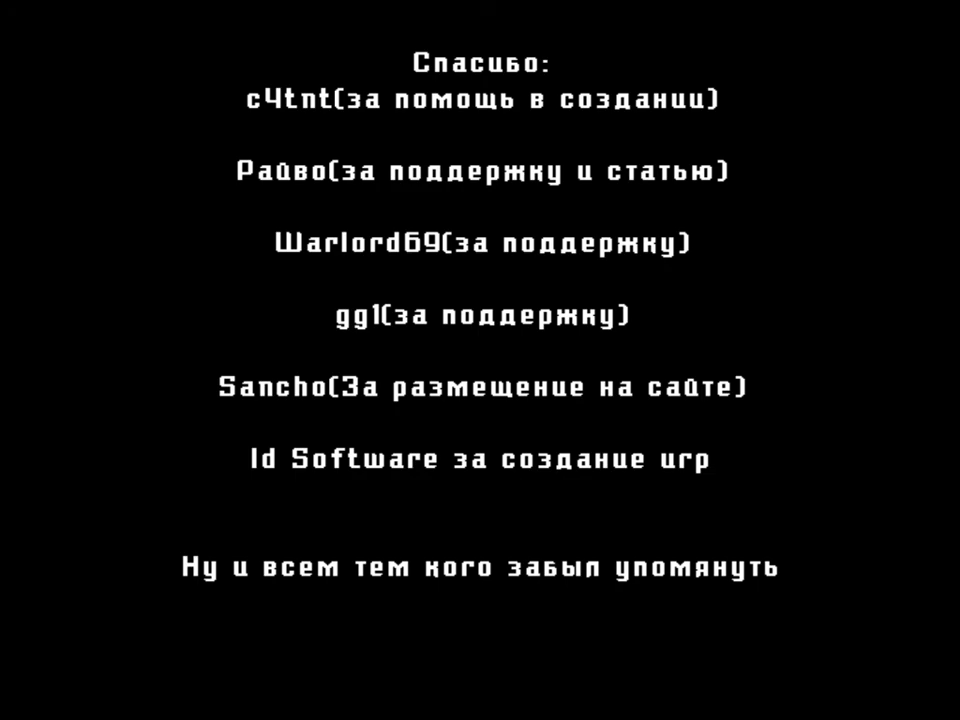 Спасибо:
c4tnt(за помощь в создании)
Райво(за поддержку и статью)
Warlord69(за поддержку)
gg1(за поддержку)
Sancho(За размещение на сайте)
Id Software за создание игр
Ну и всем тем кого забыл упомянуть